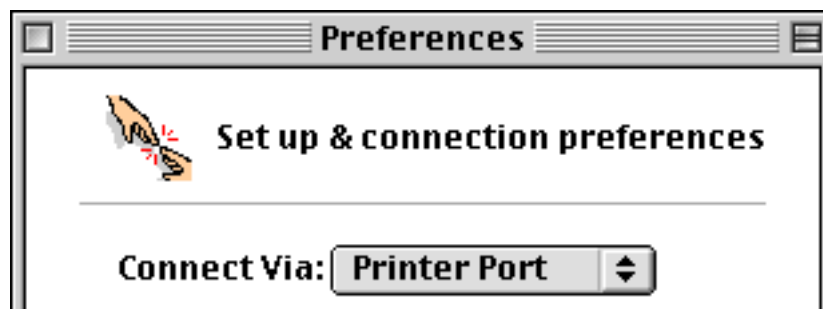 Preferences
Set up & connection preferences
Connect Via: Printer Port